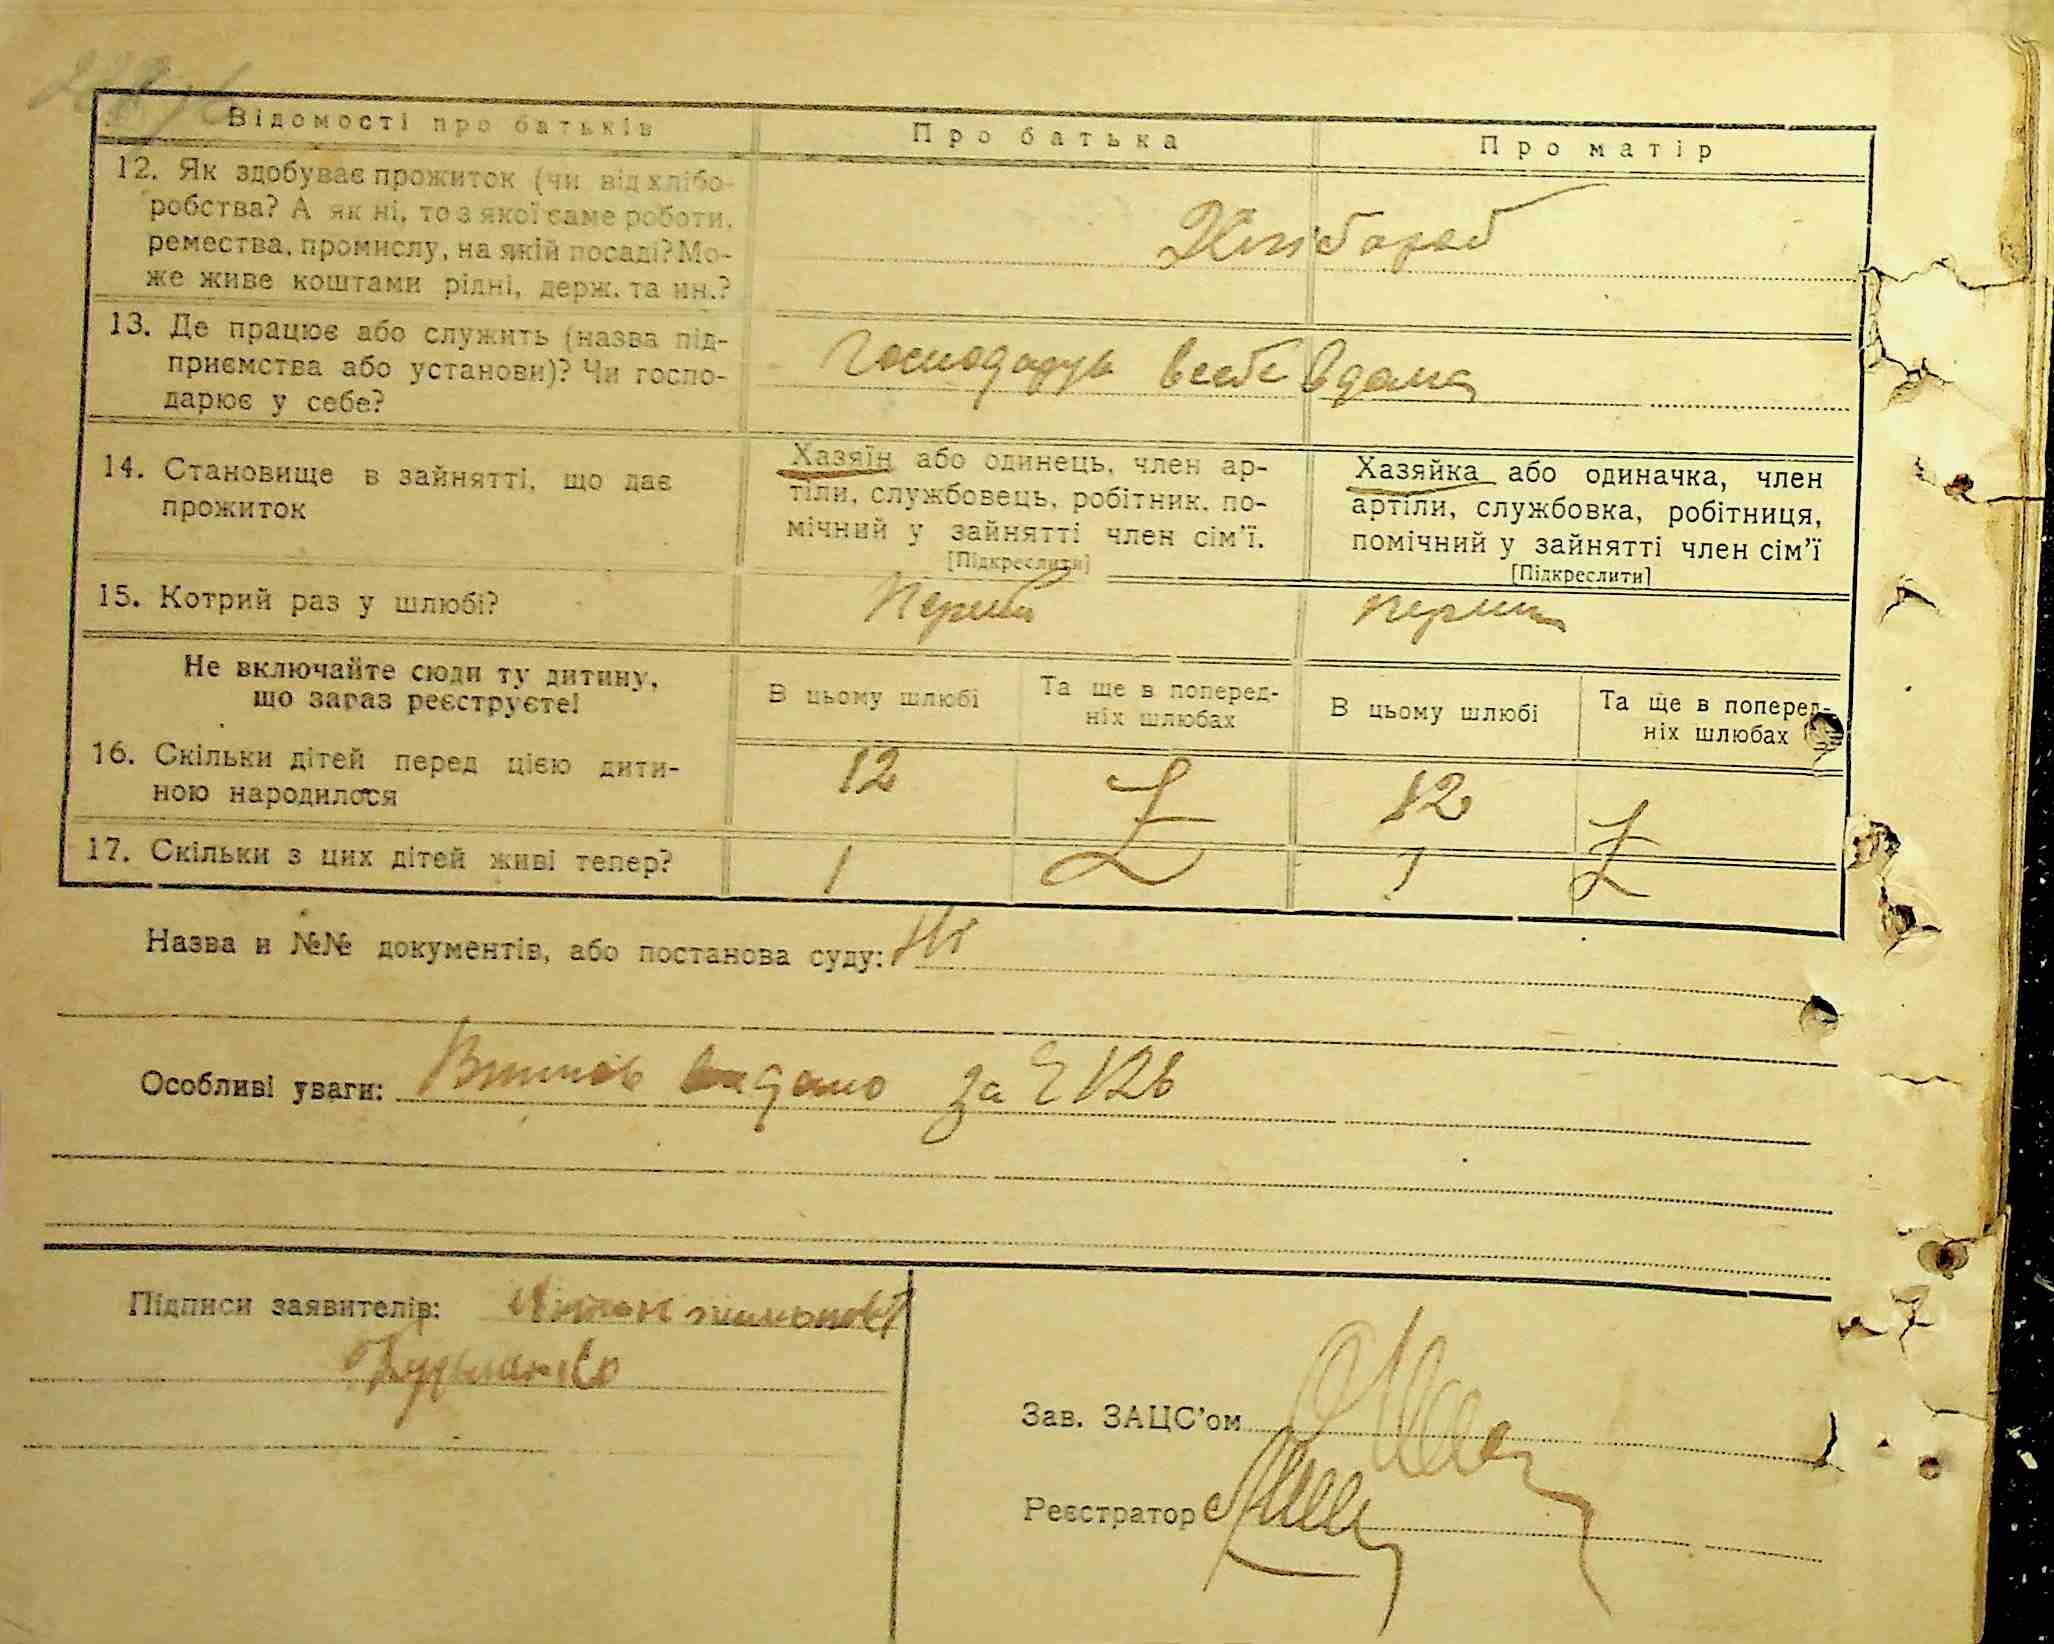 Відомості про батьків
Про батька
Про матір
12. Як здобуває прожиток (чи від хлібо-
робства? А як ні, то з якої саме роботи,
ремества, промислу, на якій посаді? Мо-
же живе коштами рідні, держ. та ин.?
Хлібороб
13. Де працює або служить (назва під-
приємства або установи)? Чи госпо-
дарює у себе?
Господарує в себе вдома
14. Становище в зайнятті, що дає
прожиток
Хазяїн або одинець, член ар-
тіли, службовець, робітник, по-
мічний у зайнятті член сім'ї.
[Підкреслити]
Хазяйка або одиначка, член
артіли, службовка, робітниця,
помічний у зайнятті член сім'ї
[Підкреслити]
15. Котрий раз у шлюбі?
Не включайте сюди ту дитину,
що зараз реєструєте!
В цьому шлюбі
Та ще в поперед-
ніх шлюбах
В цьому шлюбі
Та ще в поперед-
ніх шлюбах
16. Скільки дітей перед цією дити-
ною народилося
12
12
17. Скільки з цих дітей живі тепер?
1
1
Назва и №№ документів, або постанова суду:
Особливі уваги: видано за
Підписи заявителів:
Зав. ЗАЦС'ом
Реєстратор